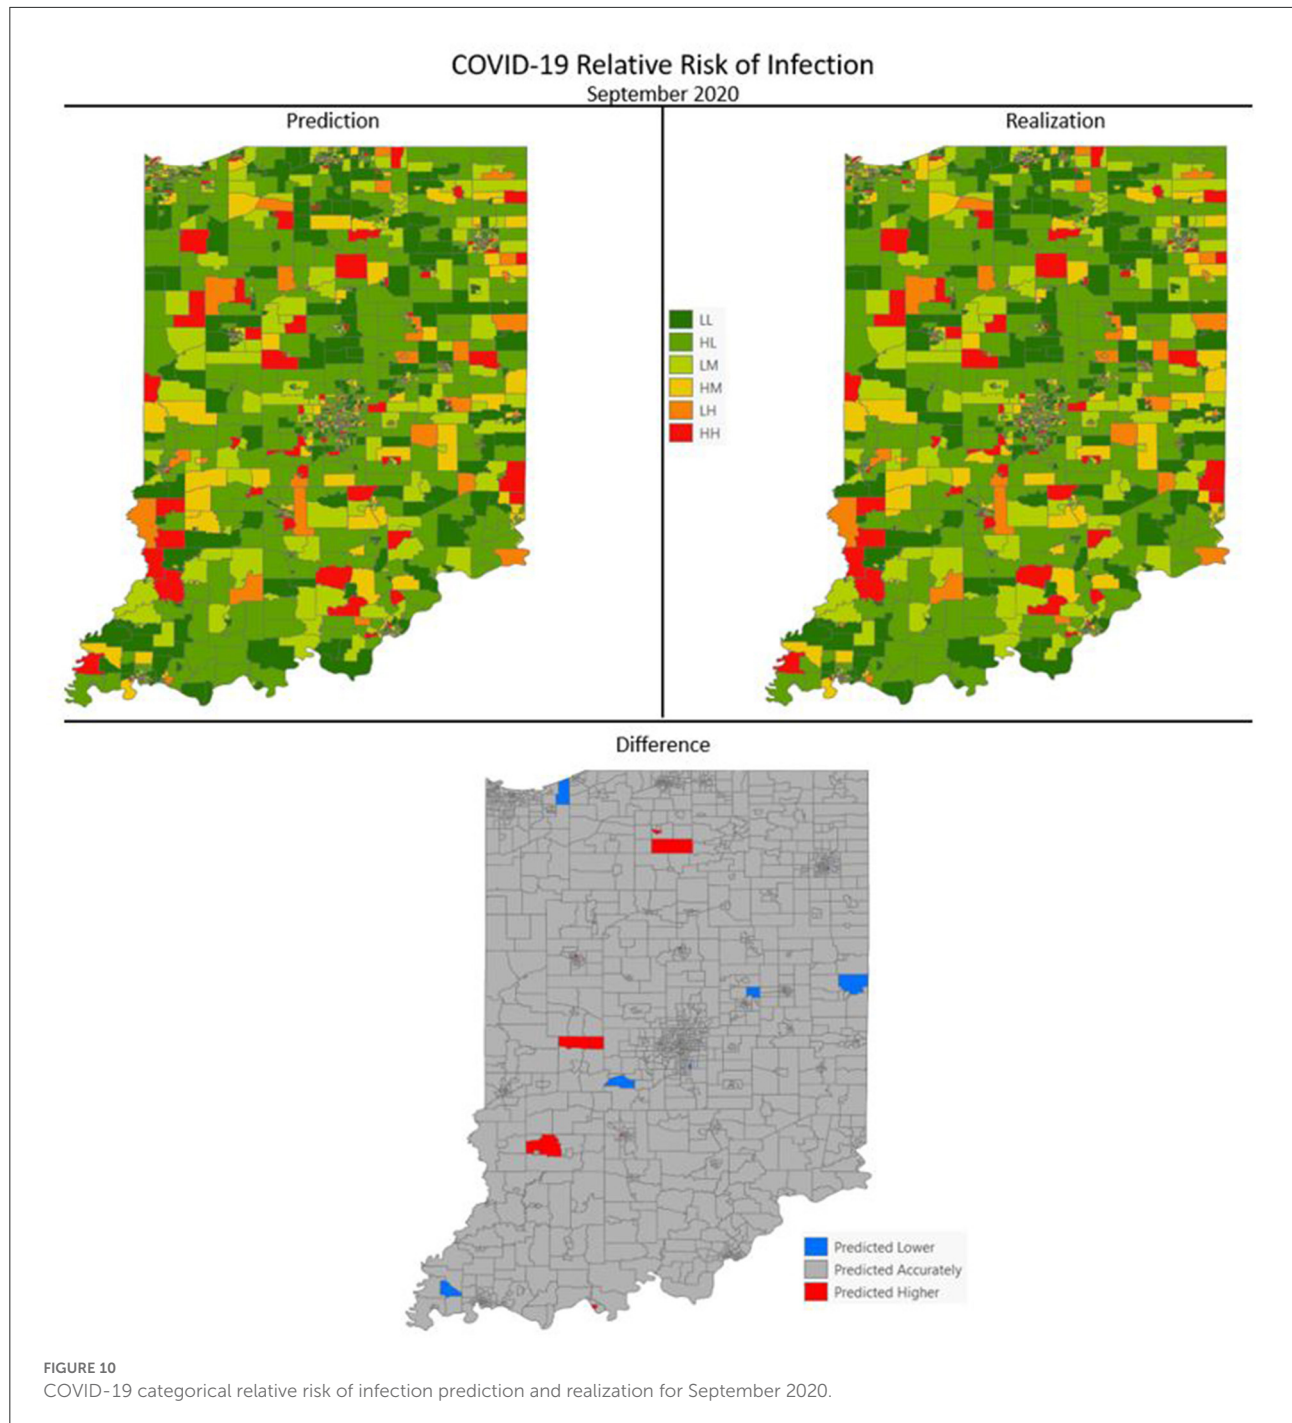 COVID-19 Relative Risk of Infection
September 2020
Prediction
Realization
LL
HL
LM
HM
LH
HH
Difference
Predicted Lower
Predicted Accurately
Predicted Higher
FIGURE 10
COVID-19 categorical relative risk of infection prediction and realization for September 2020.